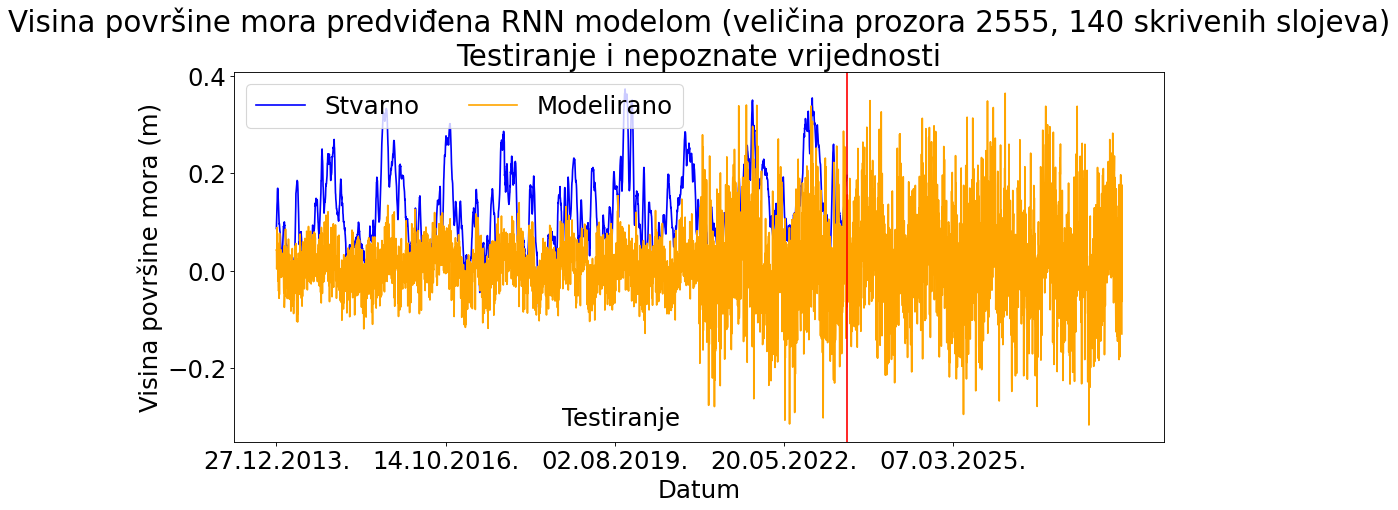 Visina površine mora predviđena RNN modelom (veličina prozora 2555, 140 skrivenih slojeva)
Testiranje i nepoznate vrijednosti
Stvarno
Modelirano
Visina površine mora (m)
0.4
0.2
0.0
−0.2
Testiranje
27.12.2013.
14.10.2016.
02.08.2019.
20.05.2022.
07.03.2025.
Datum